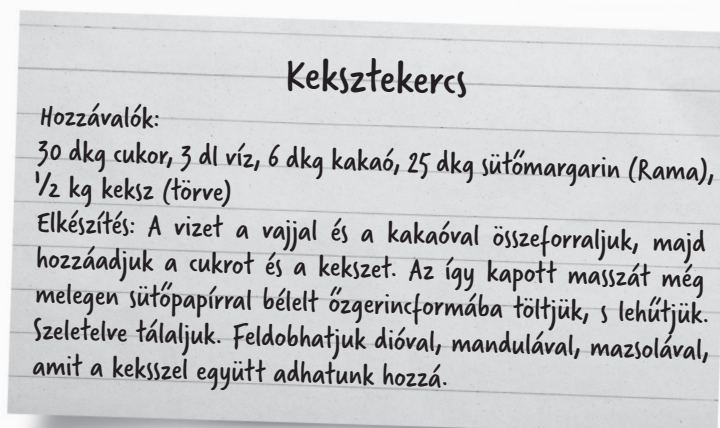 Keksztekercs
Hozzávalók:
30 dkg cukor, 3 dl víz, 6 dkg kakaó, 25 dkg sütőmargarin (Rama),
½ kg keksz (törve)
Elkészítés: A vizet a vajjal és a kakaóval összeforraljuk, majd
hozzáadjuk a cukrot és a kekszet. Az így kapott masszát még
melegen sütőpapírral bélelt őzgerincformába töltjük, s lehűtjük.
Szeletelve tálaljuk. Feldobhatjuk dióval, mandulával, mazsolával,
amit a keksszel együtt adhatunk hozzá.